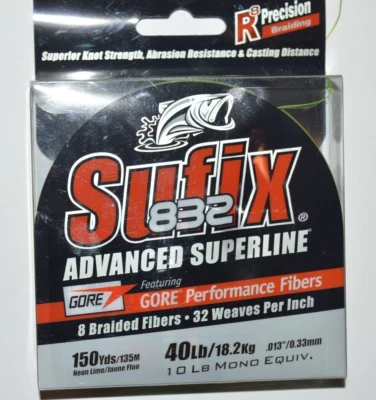 R8 Precision
Braiding
Superior Knot Strength, Abrasion Resistance & Casting Distance
Sufix
832
®
ADVANCED SUPERLINE®
GORE Featuring
GORE Performance Fibers
8 Braided Fibers • 32 Weaves Per Inch
150Yds/135M 40Lb/18.2Kg .013"/0.33mm
Neon Lime/Jaune Fluo 10 LB MONO EQUIV.